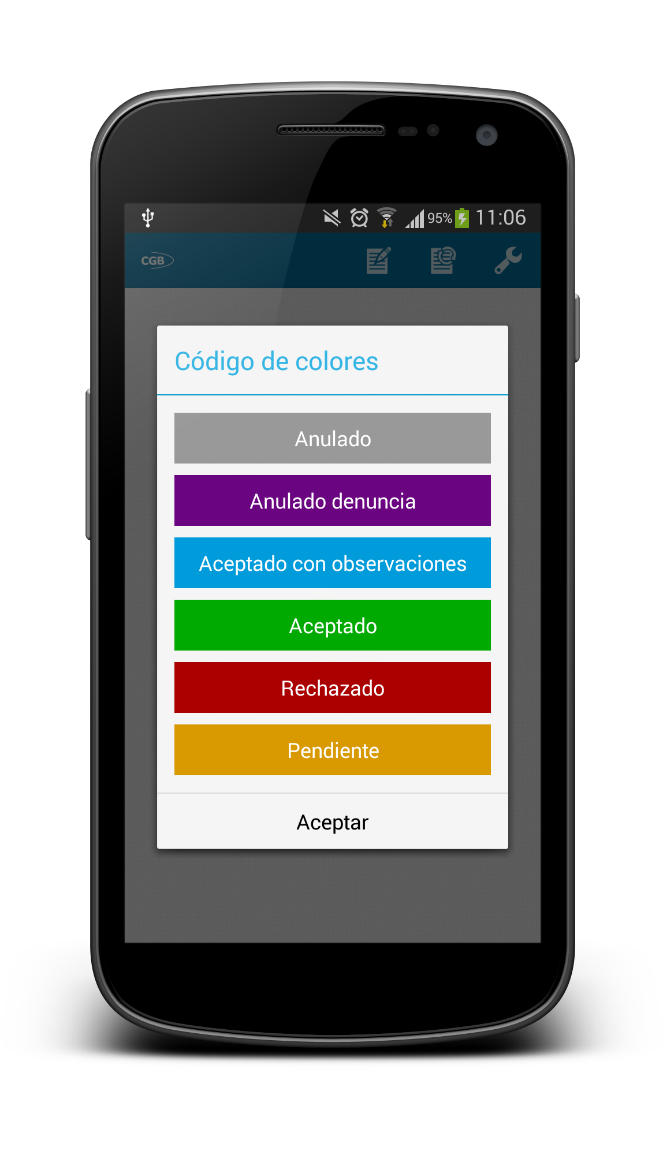 95% 11:06
CGB
Código de colores
Anulado
Anulado denuncia
Aceptado con observaciones
Aceptado
Rechazado
Pendiente
Aceptar